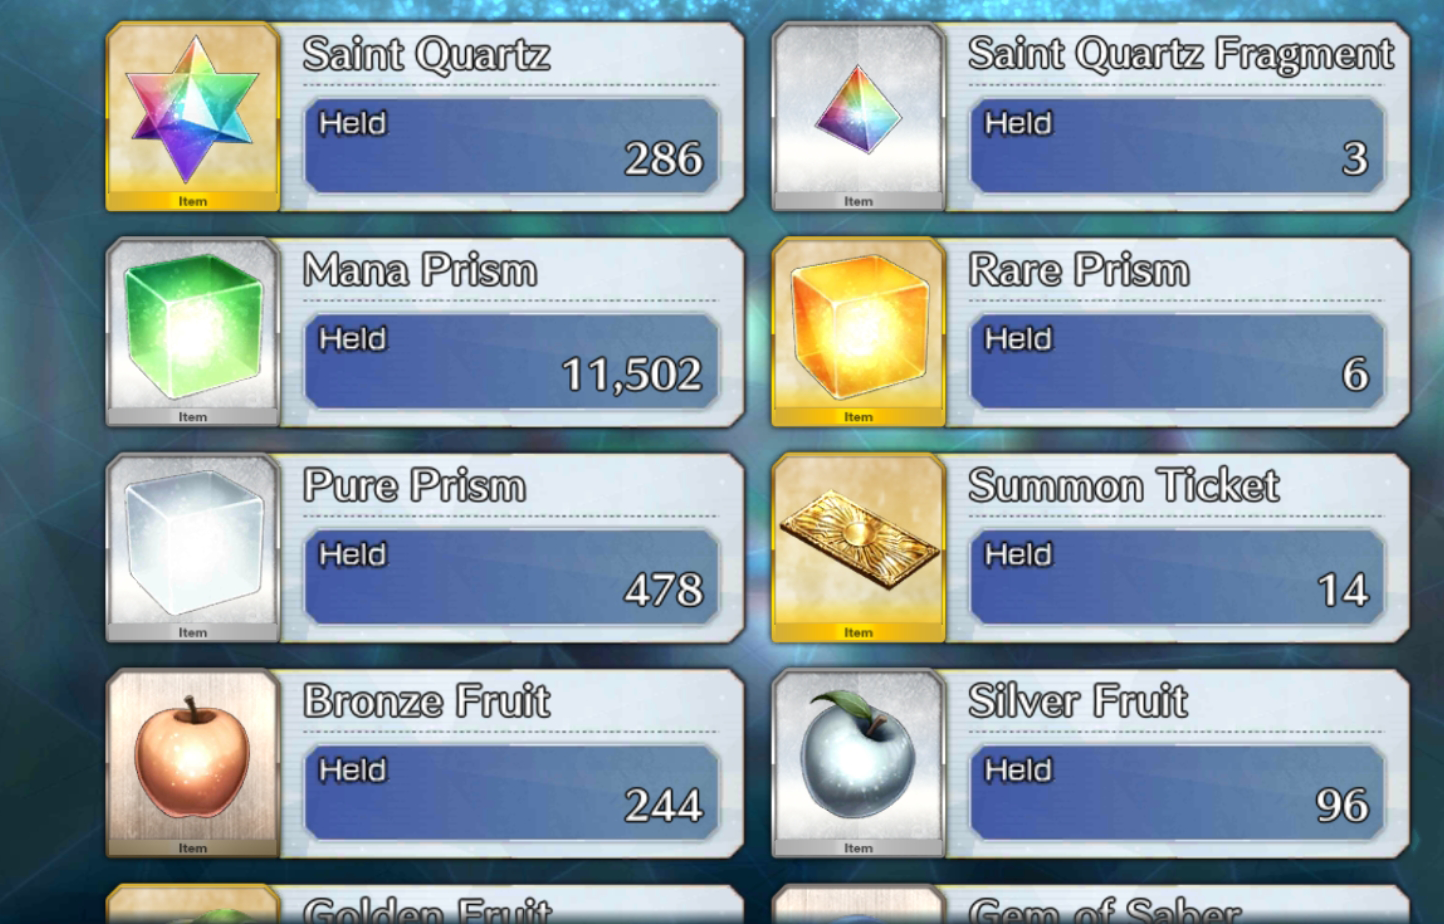 Saint Quartz
Held
286
Item
Saint Quartz Fragment
Held
3
Item
Mana Prism
Held
11,502
Item
Rare Prism
Held
6
Item
Pure Prism
Held
478
Item
Summon Ticket
Held
14
Item
Bronze Fruit
Held
244
Item
Silver Fruit
Held
96
Item
Golden Fruit
Gem of Saber